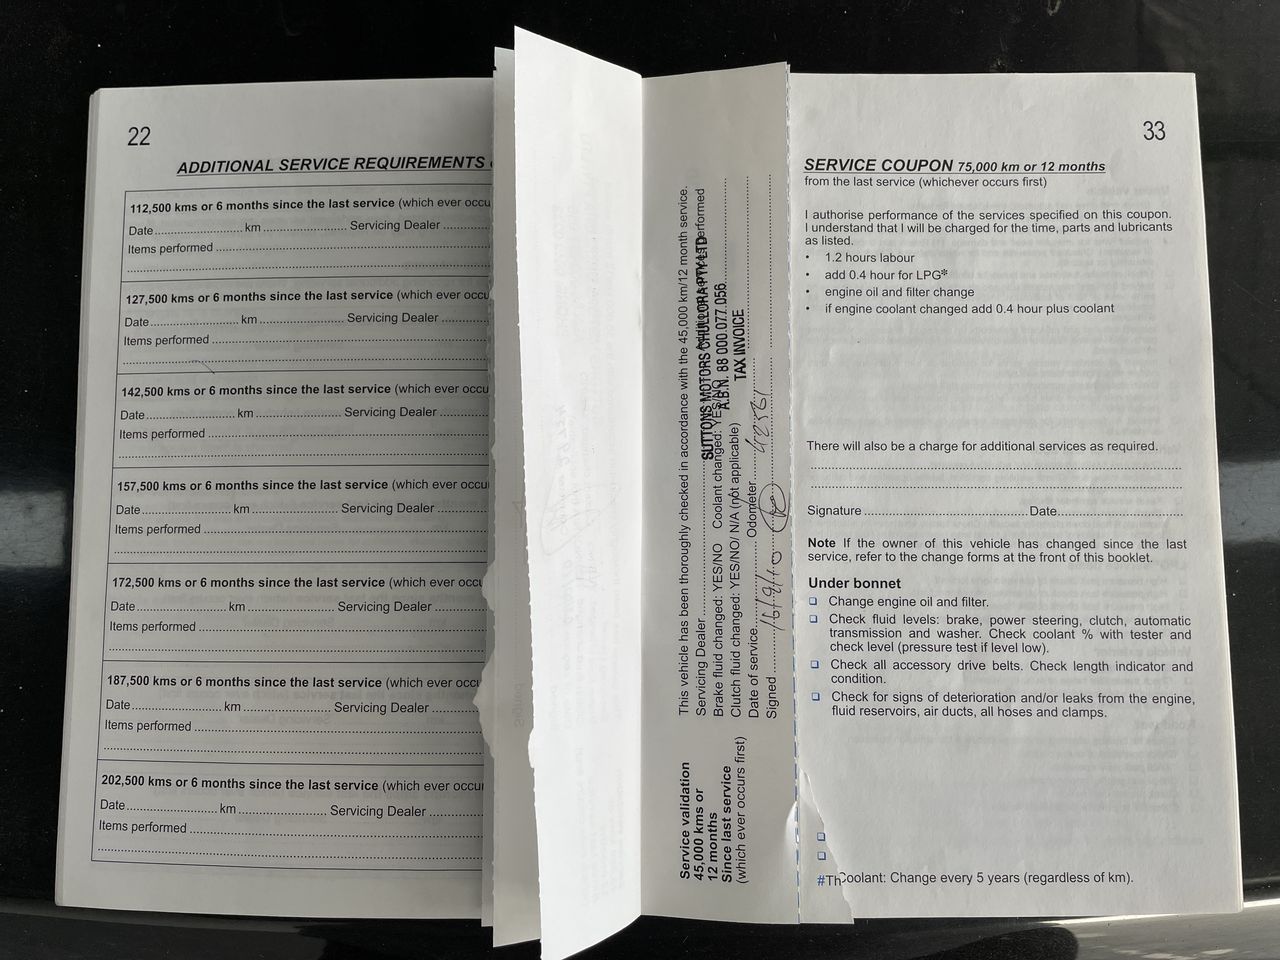 22
ADDITIONAL SERVICE REQUIREMENTS
112,500 kms or 6 months since the last service (which ever occu
Date.................... km .................... Servicing Dealer ..............
Items performed ....................
127,500 kms or 6 months since the last service (which ever occu
Date.................... km .................... Servicing Dealer ..............
Items performed ....................
142,500 kms or 6 months since the last service (which ever occu
Date.................... km .................... Servicing Dealer ..............
Items performed ....................
157,500 kms or 6 months since the last service (which ever occu
Date.................... km .................... Servicing Dealer ..............
Items performed ....................
172,500 kms or 6 months since the last service (which ever occu
Date.................... km .................... Servicing Dealer ..............
Items performed ....................
187,500 kms or 6 months since the last service (which ever occu
Date.................... km .................... Servicing Dealer ..............
Items performed ....................
202,500 kms or 6 months since the last service (which ever occu
Date.................... km .................... Servicing Dealer ..............
Items performed ....................
Service validation
45,000 kms or
12 months
Since last service
(which ever occurs first)
This vehicle has been thoroughly checked in accordance with the 45,000 km/12 month service.
Servicing Dealer .................... performed
SUTTONS MOTORS CHULLORA PTY LTD
Brake fluid changed: YES/NO Coolant changed: YES/NO
A.B.N. 88 000 077 056
Clutch fluid changed: YES/NO/ N/A (not applicable)
TAX INVOICE
Date of service.................... Odometer.......... 42561
Signed .......... 16/9/10
33
SERVICE COUPON 75,000 km or 12 months
from the last service (whichever occurs first)
I authorise performance of the services specified on this coupon.
I understand that I will be charged for the time, parts and lubricants
as listed.
• 1.2 hours labour
• add 0.4 hour for LPG*
• engine oil and filter change
• if engine coolant changed add 0.4 hour plus coolant
There will also be a charge for additional services as required.
Signature .................... Date....................
Note If the owner of this vehicle has changed since the last
service, refer to the change forms at the front of this booklet.
Under bonnet
❑ Change engine oil and filter.
❑ Check fluid levels: brake, power steering, clutch, automatic
transmission and washer. Check coolant % with tester and
check level (pressure test if level low).
❑ Check all accessory drive belts. Check length indicator and
condition.
❑ Check for signs of deterioration and/or leaks from the engine,
fluid reservoirs, air ducts, all hoses and clamps.
#Th
Coolant: Change every 5 years (regardless of km).